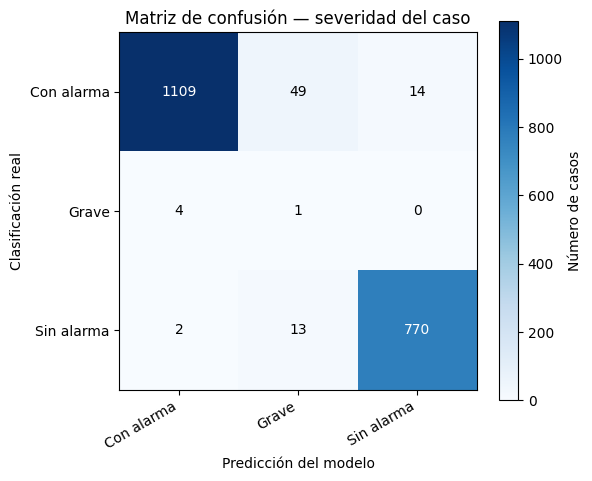 Matriz de confusión — severidad del caso
Con alarma
1109
49
14
Grave
4
1
0
Sin alarma
2
13
770
Clasificación real
Con alarma
Grave
Sin alarma
Predicción del modelo
1000
800
600
400
200
0
Número de casos